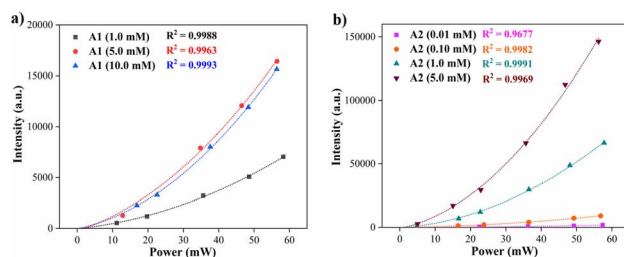 a)
A1 (1.0 mM) R² = 0.9988
A1 (5.0 mM) R² = 0.9963
A1 (10.0 mM) R² = 0.9993
20000
15000
10000
5000
0
Intensity (a.u.)
0 10 20 30 40 50 60
Power (mW)
b)
A2 (0.01 mM) R² = 0.9677
A2 (0.10 mM) R² = 0.9982
A2 (1.0 mM) R² = 0.9991
A2 (5.0 mM) R² = 0.9969
150000
100000
50000
0
Intensity (a.u.)
0 10 20 30 40 50 60
Power (mW)